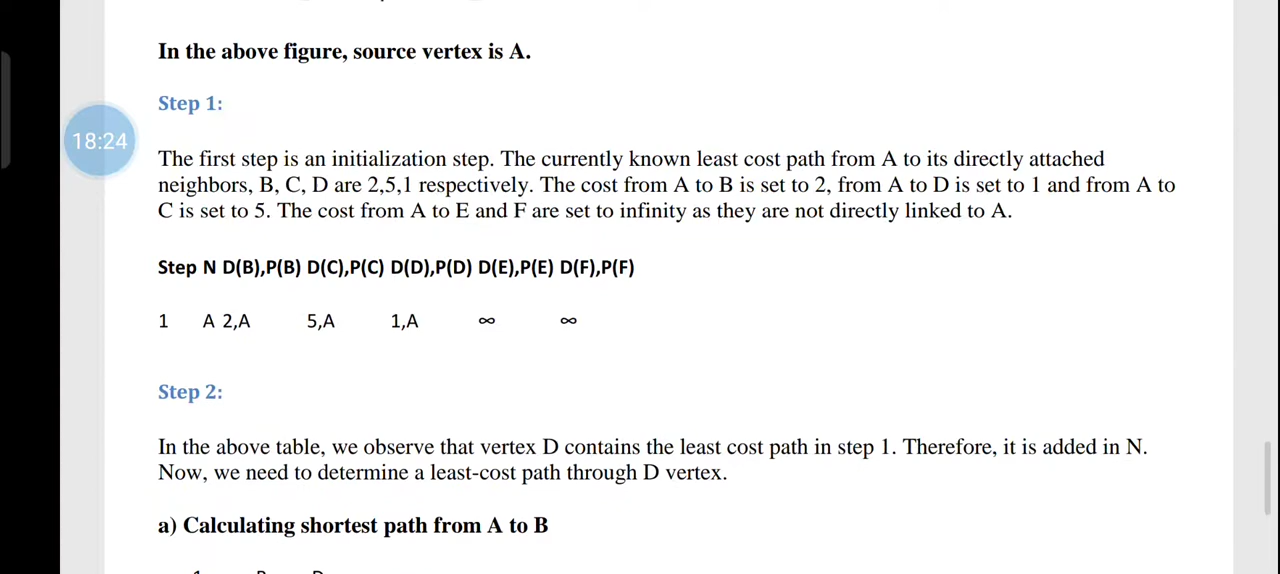 In the above figure, source vertex is A.
Step 1:
18:24
The first step is an initialization step. The currently known least cost path from A to its directly attached
neighbors, B, C, D are 2,5,1 respectively. The cost from A to B is set to 2, from A to D is set to 1 and from A to
C is set to 5. The cost from A to E and F are set to infinity as they are not directly linked to A.
Step N D(B),P(B) D(C),P(C) D(D),P(D) D(E),P(E) D(F),P(F)
1 A 2,A 5,A 1,A ∞ ∞
Step 2:
In the above table, we observe that vertex D contains the least cost path in step 1. Therefore, it is added in N.
Now, we need to determine a least-cost path through D vertex.
a) Calculating shortest path from A to B